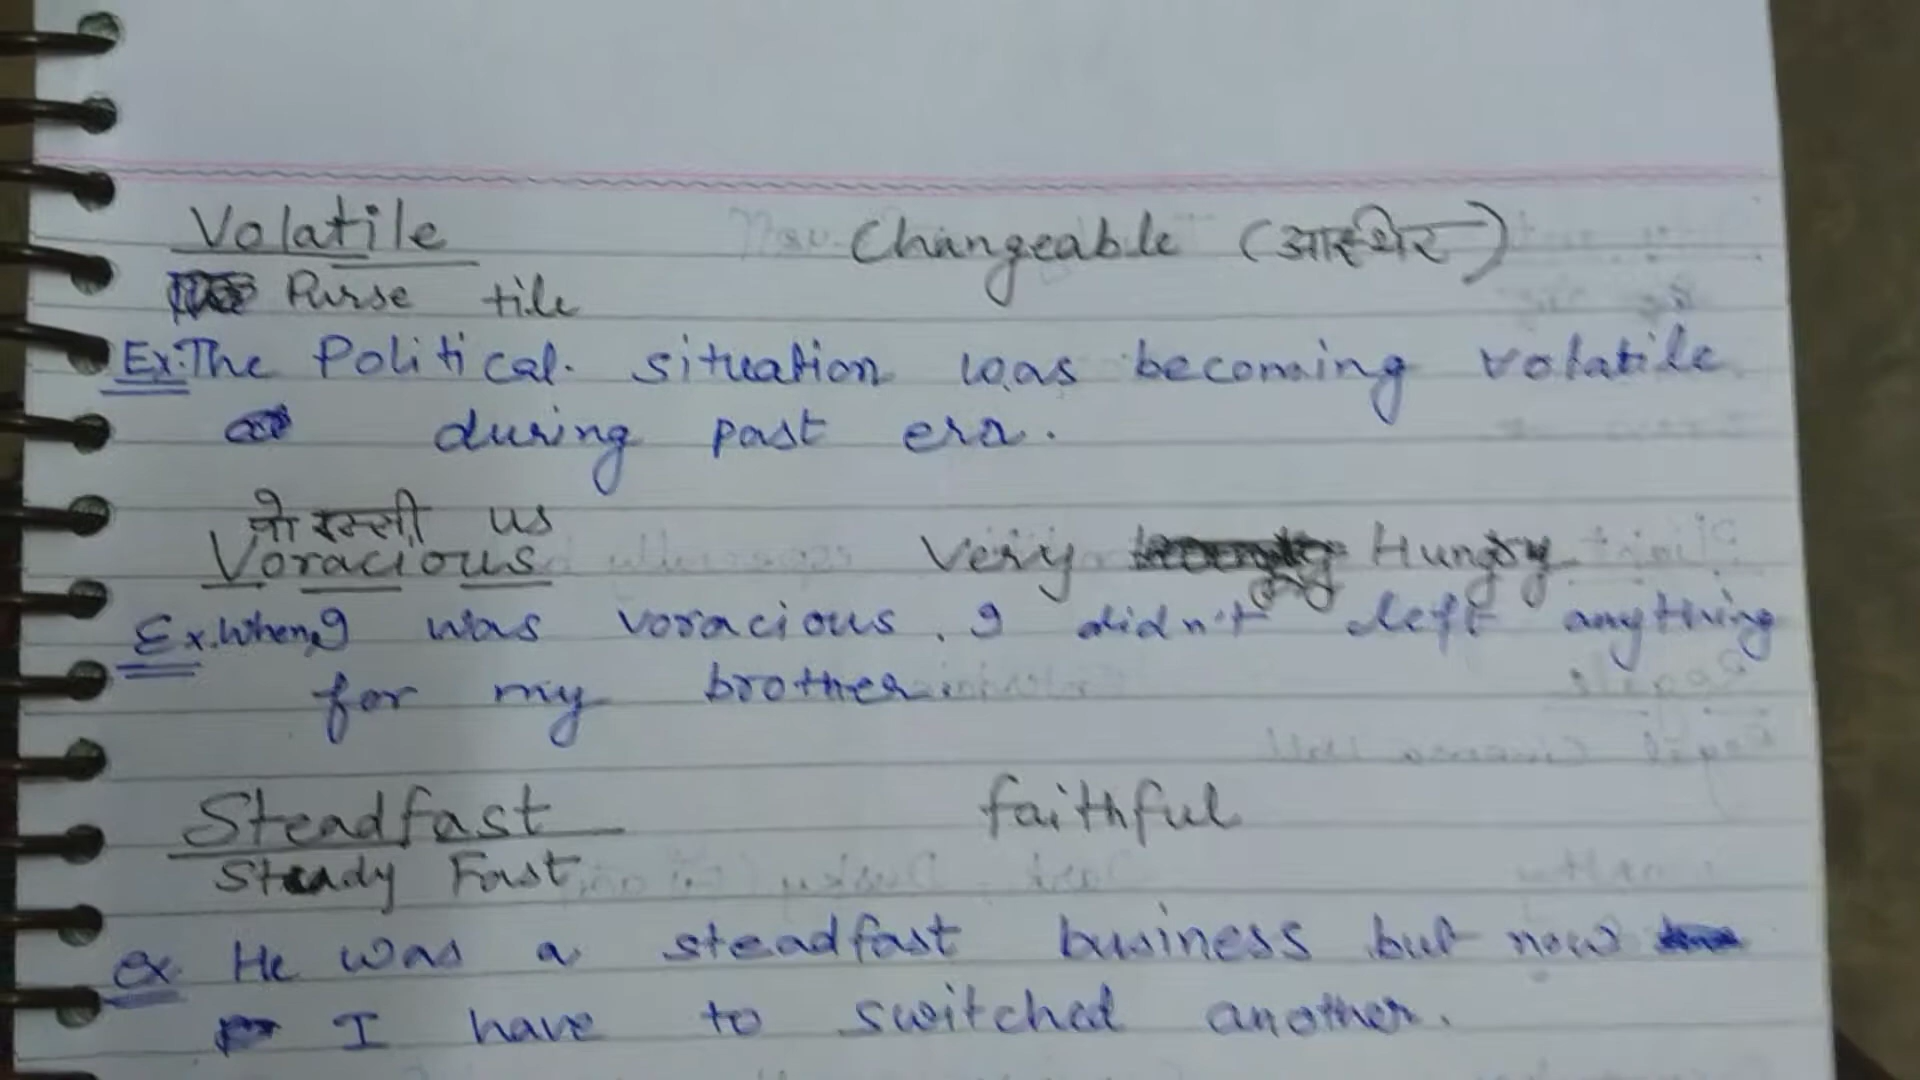 Volatile Changeable (आस्थिर)
Purse tile
Ex:The Political. situation was becoming volatile
during past era.
us
Voracious Very Hungry
Ex.When I was voracious. I didn't left anything
for my brother.
Steadfast faithful
Steady Fast
ex He was a steadfast business but now
I have to switched another.